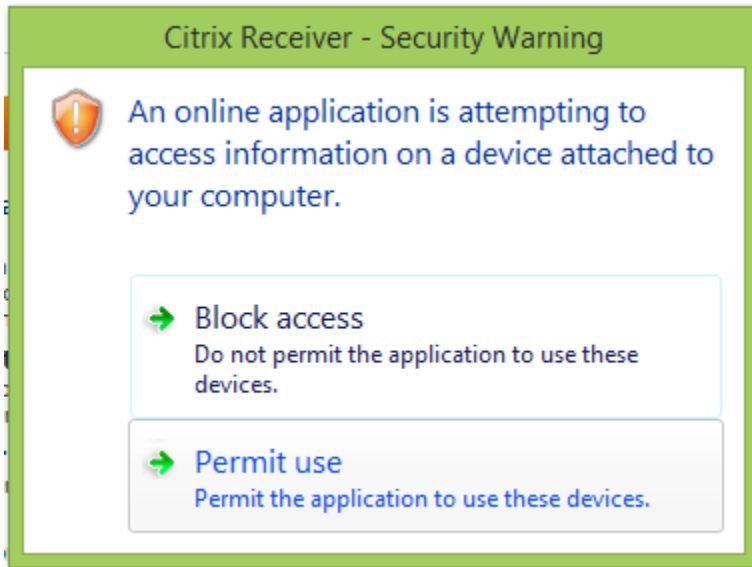 Citrix Receiver - Security Warning
An online application is attempting to
access information on a device attached to
your computer.
Block access
Do not permit the application to use these
devices.
Permit use
Permit the application to use these devices.